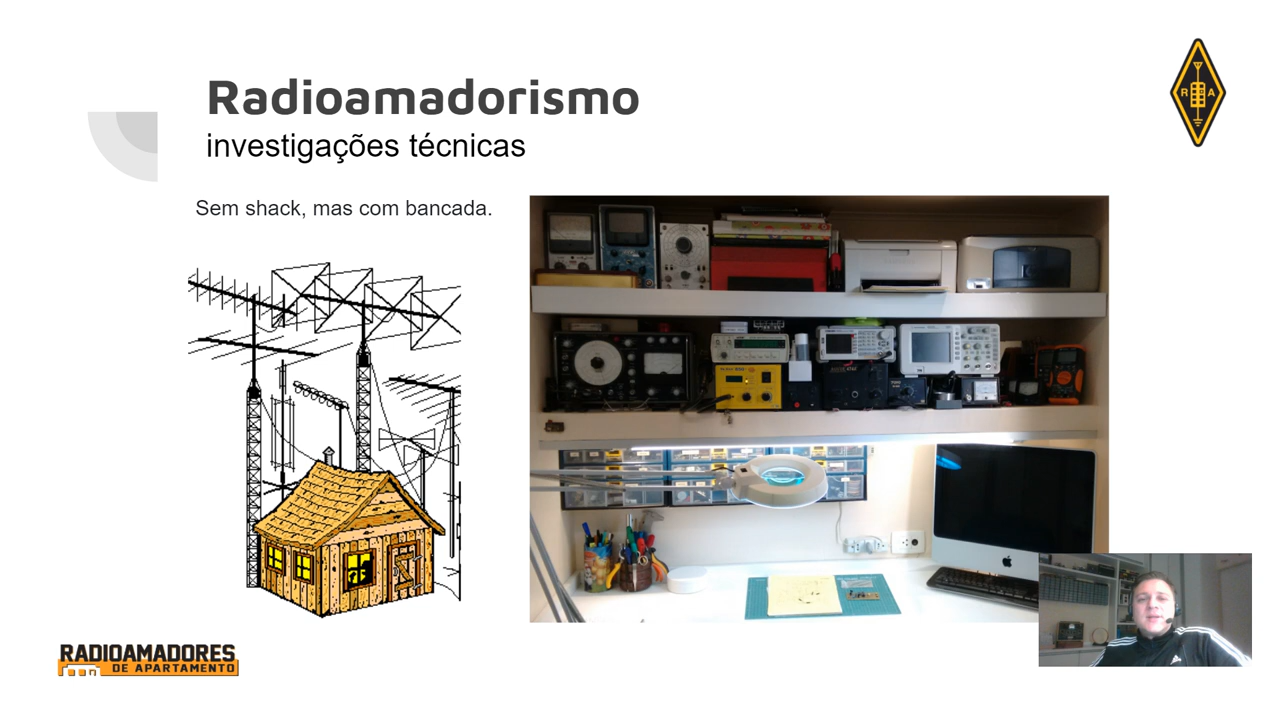 Radioamadorismo
investigações técnicas
Sem shack, mas com bancada.
R A
RADIOAMADORES
DE APARTAMENTO